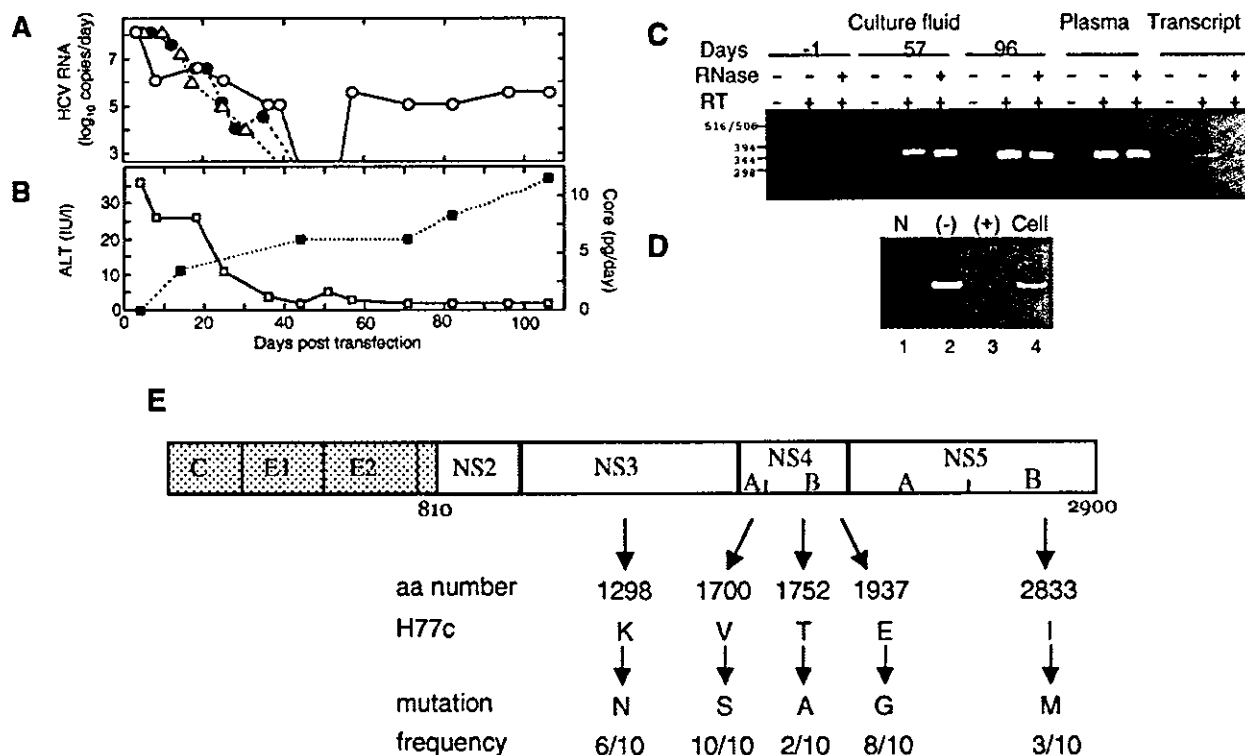 A
HCV RNA
(log10 copies/day)
7
5
3
B
ALT (IU/l)
30
20
10
0
Core (pg/day)
10
5
0
0 20 40 60 80 100
Days post transfection
C
Culture fluid Plasma Transcript
Days -1 57 96
RNase - - + - - + - - + - - + - - +
RT - + + - + + - + + - + + - + +
516/506
394
344
298
D
N (-) (+) Cell
1 2 3 4
E
C E1 E2 NS2 NS3 NS4 NS5
A B A B
810 2900
aa number 1298 1700 1752 1937 2833
H77c K V T E I
mutation N S A G M
frequency 6/10 10/10 2/10 8/10 3/10